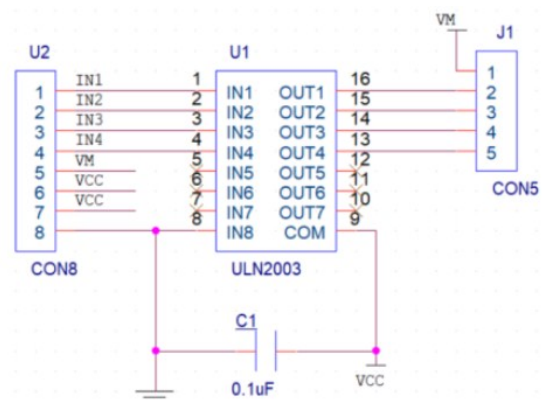 VM
J1
U2
U1
IN1
IN2
IN3
IN4
VM
VCC
VCC
1
2
3
4
5
6
7
8
CON8
1
2
3
4
5
6
7
8
IN1
IN2
IN3
IN4
IN5
IN6
IN7
IN8
OUT1
OUT2
OUT3
OUT4
OUT5
OUT6
OUT7
COM
16
15
14
13
12
11
10
9
ULN2003
1
2
3
4
5
CON5
C1
0.1uF
VCC